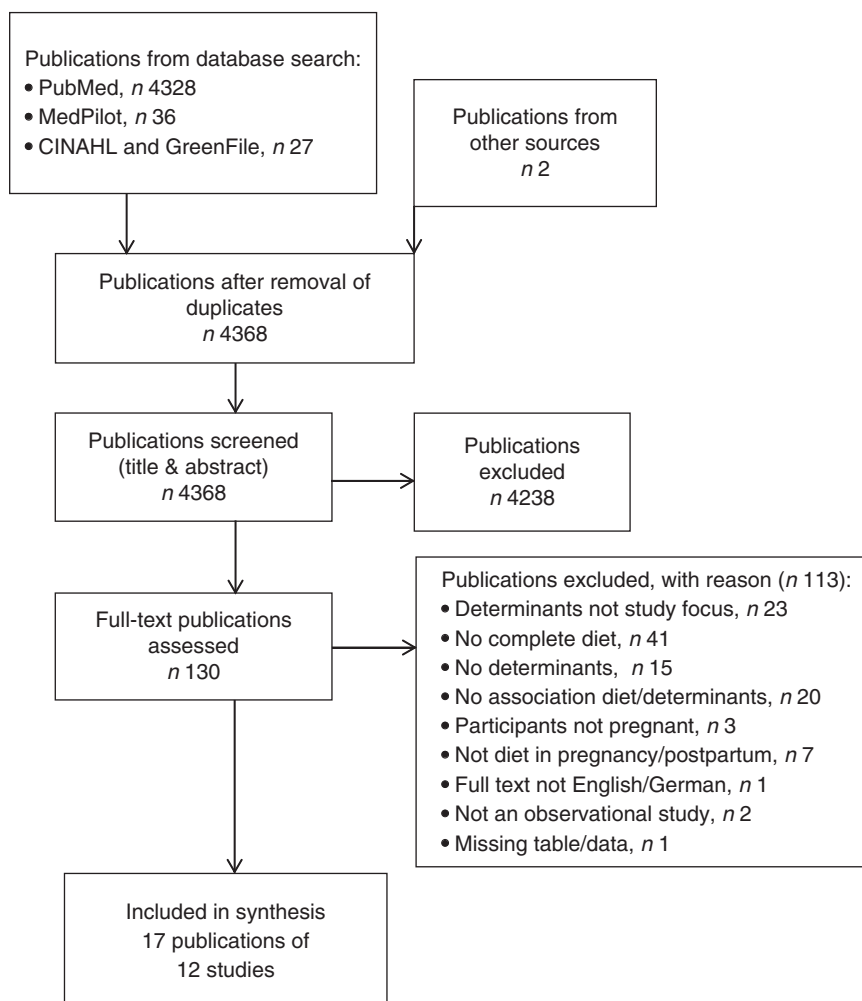 Publications from database search:
• PubMed, n 4328
• MedPilot, n 36
• CINAHL and GreenFile, n 27
Publications from
other sources
n 2
Publications after removal of
duplicates
n 4368
Publications screened
(title & abstract)
n 4368
Publications
excluded
n 4238
Full-text publications
assessed
n 130
Publications excluded, with reason (n 113):
• Determinants not study focus, n 23
• No complete diet, n 41
• No determinants, n 15
• No association diet/determinants, n 20
• Participants not pregnant, n 3
• Not diet in pregnancy/postpartum, n 7
• Full text not English/German, n 1
• Not an observational study, n 2
• Missing table/data, n 1
Included in synthesis
17 publications of
12 studies